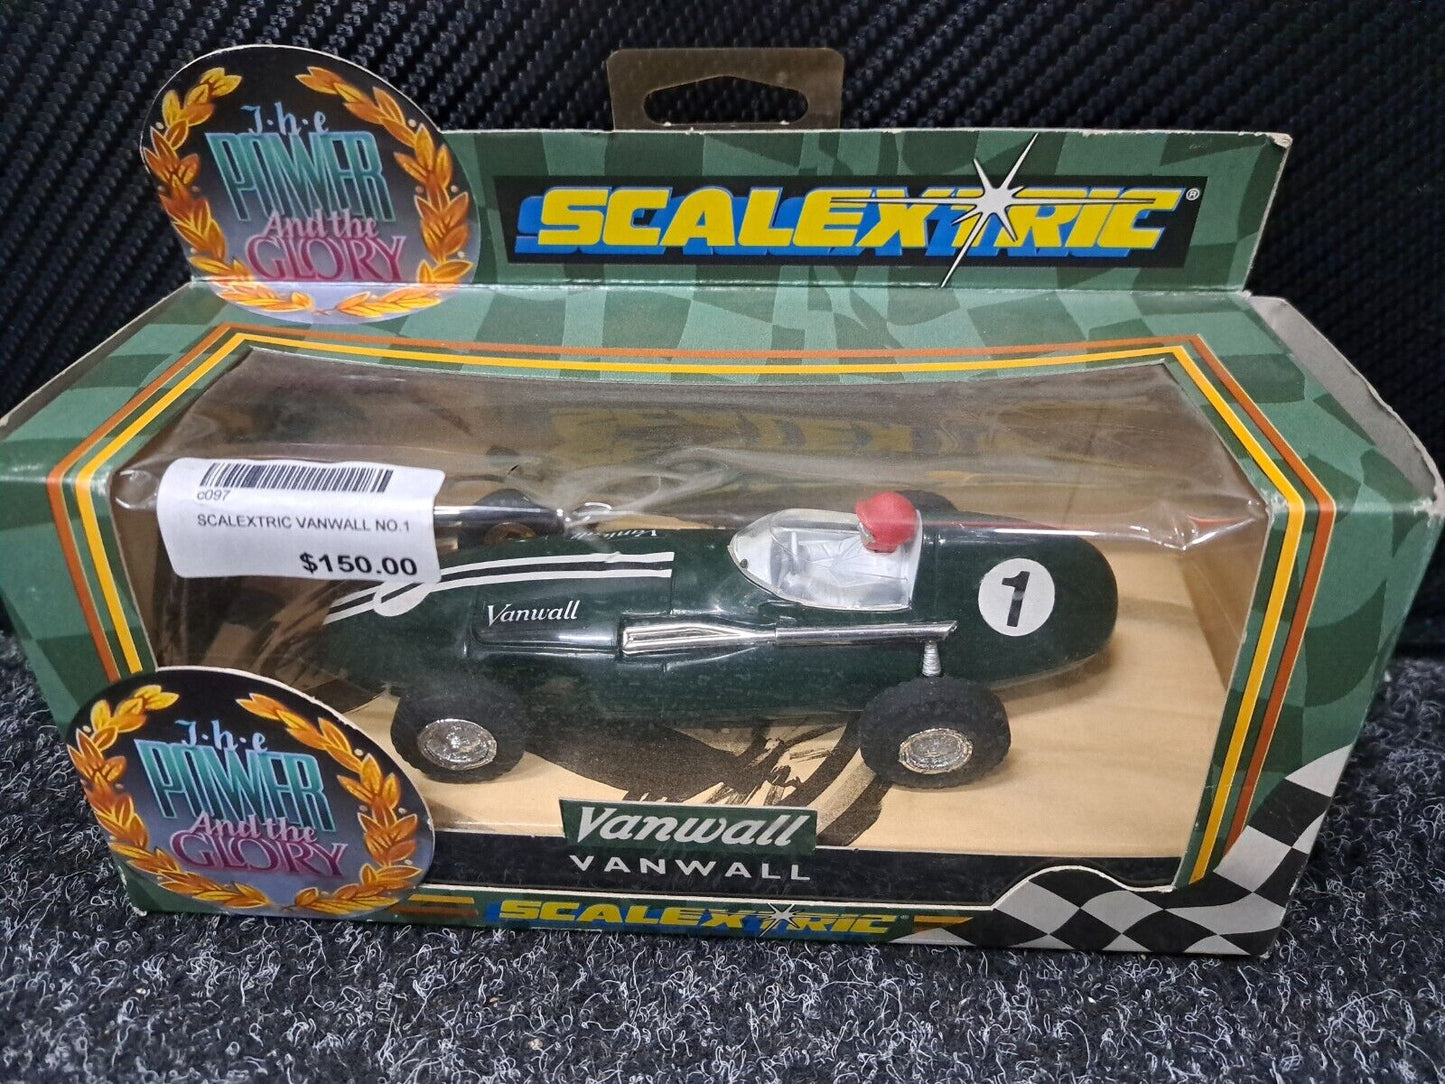 The
POWER
And the
GLORY
SCALEXTRIC®
c097
SCALEXTRIC VANWALL NO.1
$150.00
Vanwall
Vanwall
1
The
POWER
And the
GLORY
Vanwall
VANWALL
SCALEXTRIC